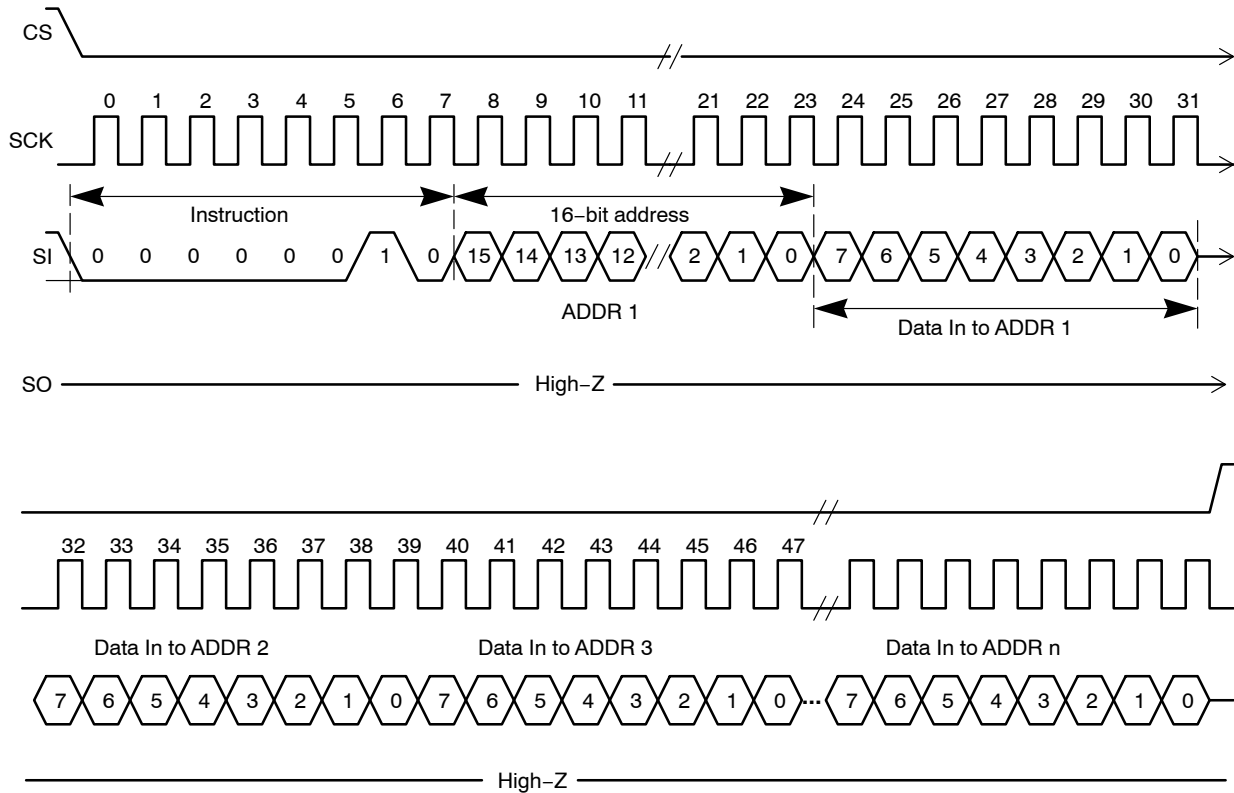 CS
0 1 2 3 4 5 6 7 8 9 10 11 21 22 23 24 25 26 27 28 29 30 31
SCK
Instruction 16−bit address
SI 0 0 0 0 0 0 1 0 15 14 13 12 2 1 0 7 6 5 4 3 2 1 0
ADDR 1 Data In to ADDR 1
SO High−Z
32 33 34 35 36 37 38 39 40 41 42 43 44 45 46 47
Data In to ADDR 2 Data In to ADDR 3 Data In to ADDR n
7 6 5 4 3 2 1 0 7 6 5 4 3 2 1 0 ... 7 6 5 4 3 2 1 0
High−Z